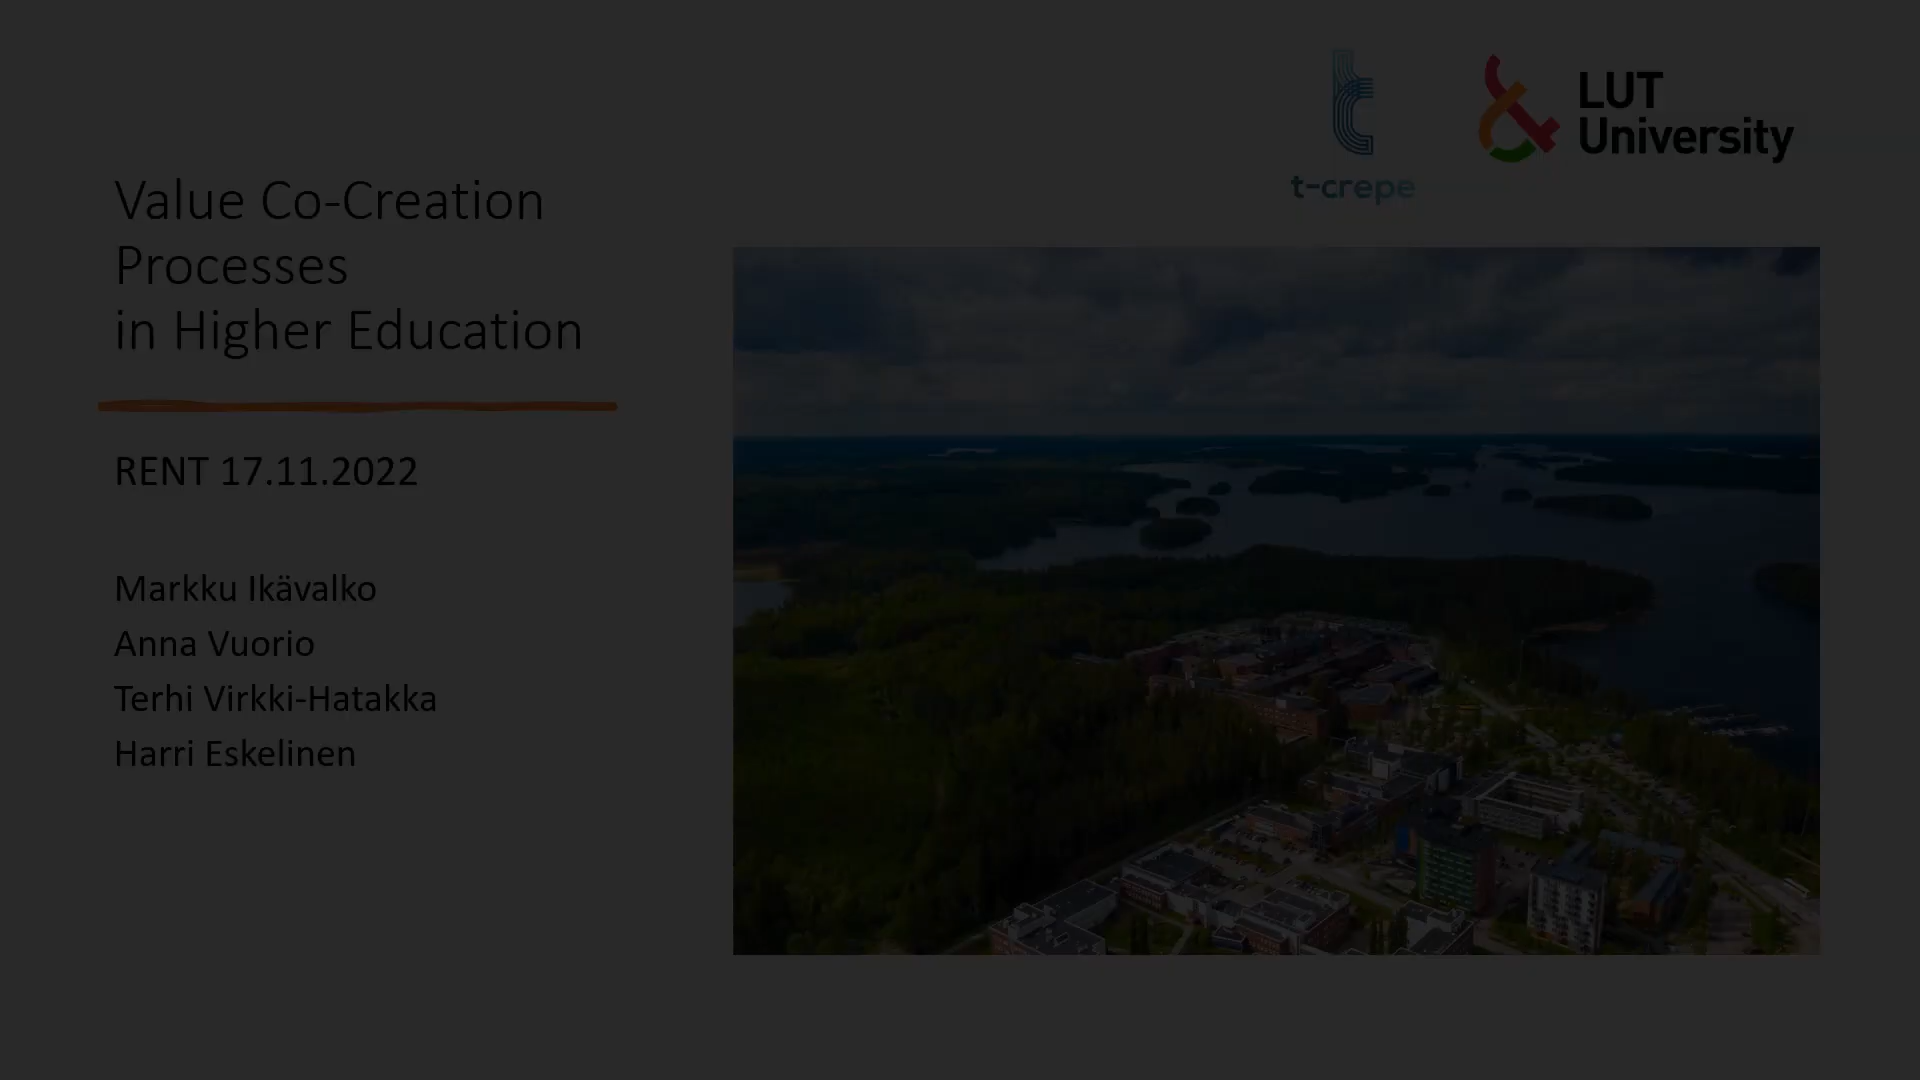 t-crepe
LUT
University
Value Co-Creation
Processes
in Higher Education
RENT 17.11.2022
Markku Ikävalko
Anna Vuorio
Terhi Virkki-Hatakka
Harri Eskelinen